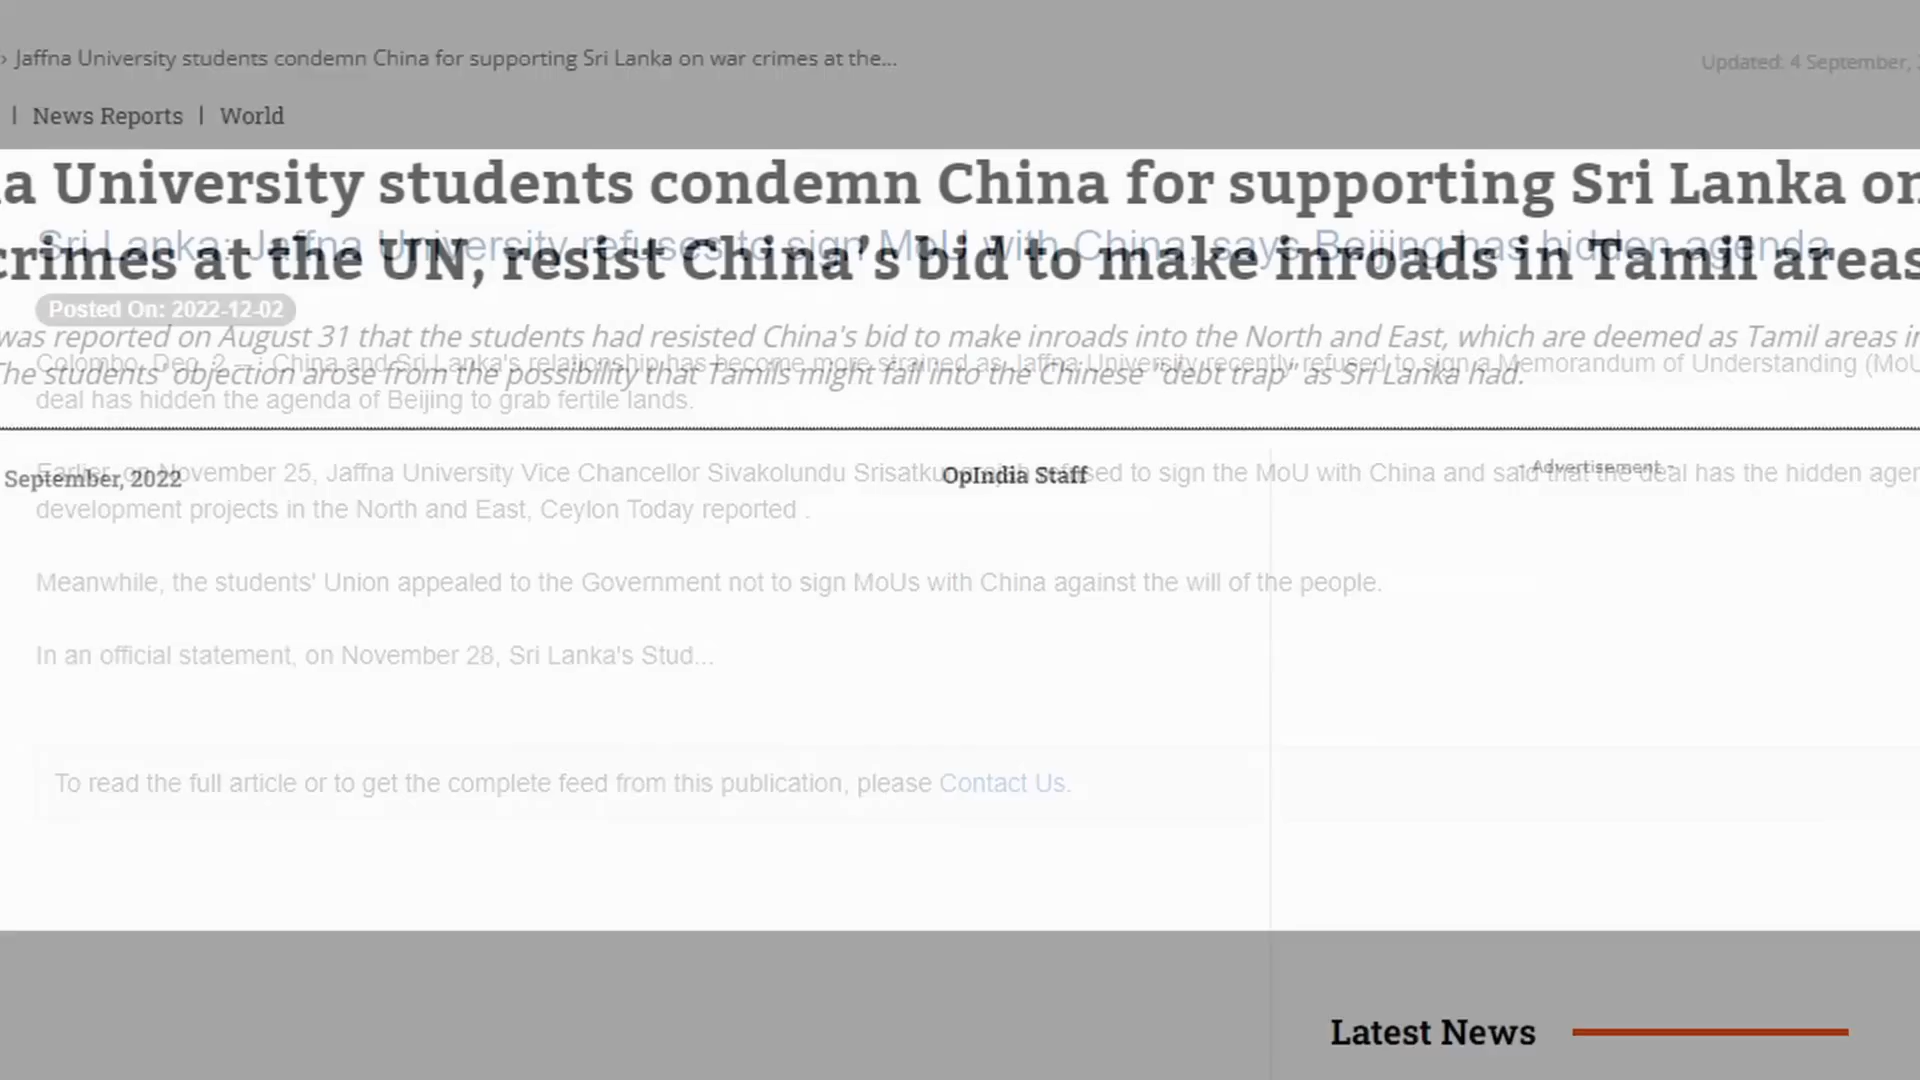 › Jaffna University students condemn China for supporting Sri Lanka on war crimes at the...
Updated: 4 September,
| News Reports | World
University students condemn China for supporting Sri Lanka on
Sri Lanka: Jaffna University refuses to sign MoU with China, says Beijing has hidden agenda
crimes at the UN, resist China's bid to make inroads in Tamil areas
Posted On: 2022-12-02
was reported on August 31 that the students had resisted China's bid to make inroads into the North and East, which are deemed as Tamil areas in
Colombo, Dec. 2 -- : China and Sri Lanka's relationship has become more strained as Jaffna University recently refused to sign a Memorandum of Understanding (MoU
The students' objection arose from the possibility that Tamils might fall into the Chinese "debt trap" as Sri Lanka had.
deal has hidden the agenda of Beijing to grab fertile lands.
Earlier, on November 25, Jaffna University Vice Chancellor Sivakolundu refused to sign the MoU with China and said that the deal has the hidden
September, 2022
OpIndia Staff
- Advertisement -
development projects in the North and East, Ceylon Today reported .
Meanwhile, the students' Union appealed to the Government not to sign MoUs with China against the will of the people.
In an official statement, on November 28, Sri Lanka's Stud...
To read the full article or to get the complete feed from this publication, please Contact Us.
Latest News